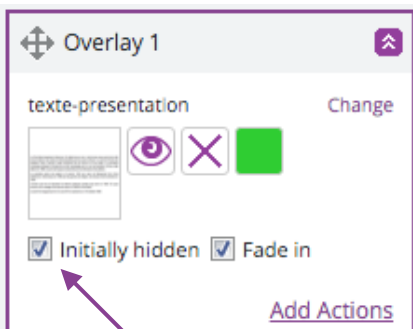 Overlay 1
texte-presentation Change
Initially hidden Fade in
Add Actions